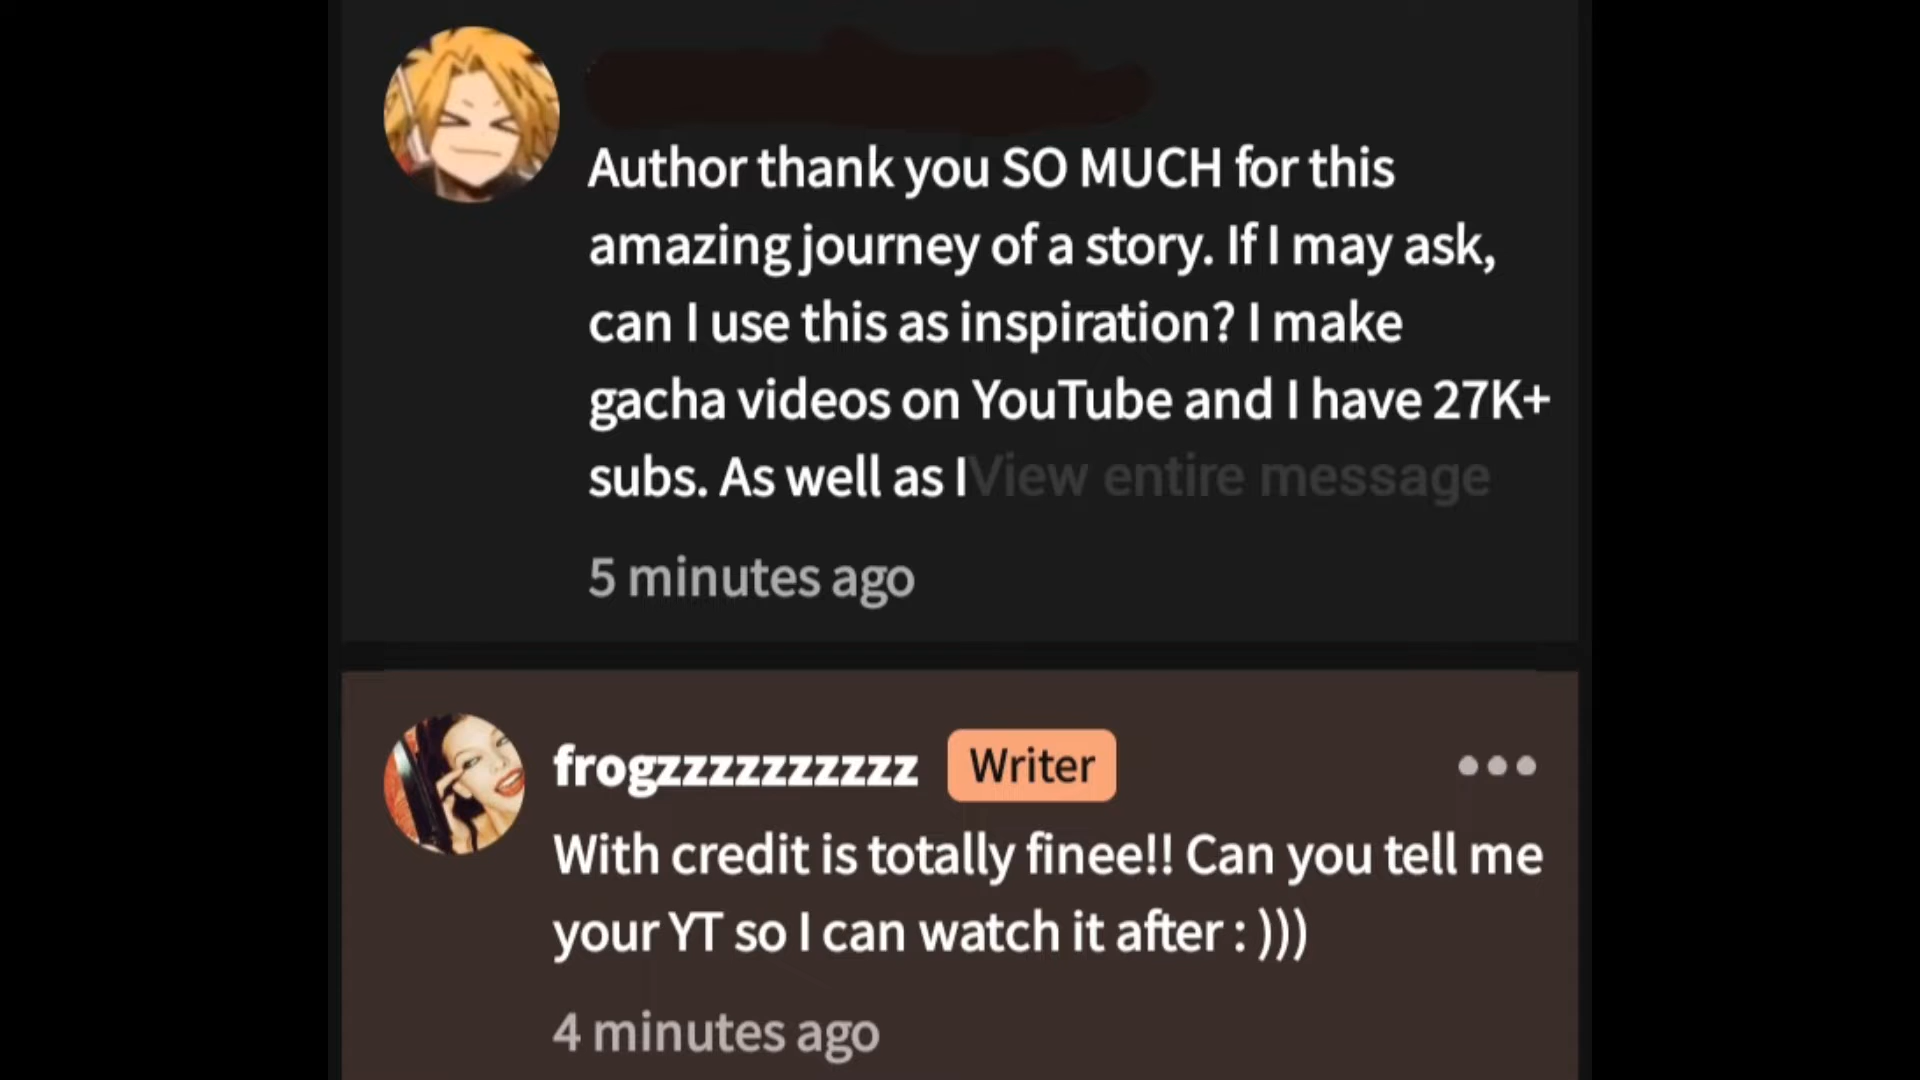 Author thank you SO MUCH for this
amazing journey of a story. If I may ask,
can I use this as inspiration? I make
gacha videos on YouTube and I have 27K+
subs. As well as I View entire message
5 minutes ago
frogzzzzzzzzzz Writer
With credit is totally finee!! Can you tell me
your YT so I can watch it after : )))
4 minutes ago